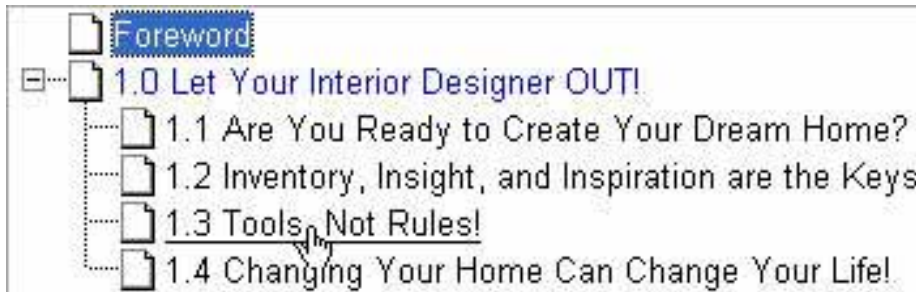 Foreword
1.0 Let Your Interior Designer OUT!
1.1 Are You Ready to Create Your Dream Home?
1.2 Inventory, Insight, and Inspiration are the Keys
1.3 Tools, Not Rules!
1.4 Changing Your Home Can Change Your Life!